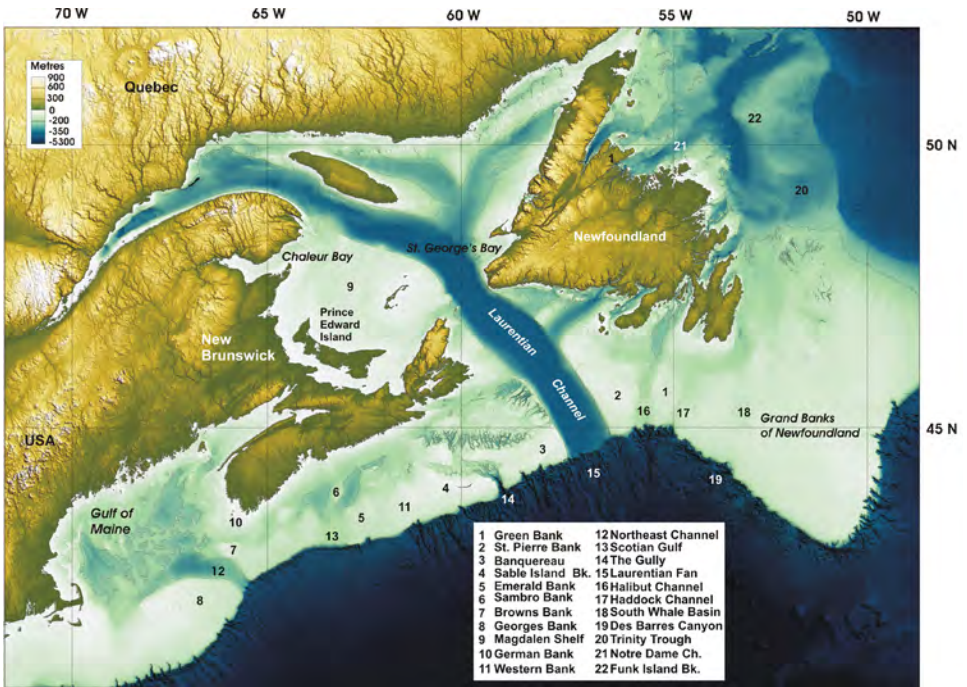 70 W 65 W 60 W 55 W 50 W
Metres
900
600
300
0
-200
-350
-5300
Quebec
22
21
50 N
1
20
Newfoundland
St. George's Bay
Chaleur Bay
9
Prince
Edward
Island
Laurentian
Channel
New
Brunswick
2
1
16
17
18
Grand Banks
of Newfoundland
USA
45 N
3
15
19
4
14
6
11
5
Gulf of
Maine
10
13
7
12
8
1 Green Bank
2 St. Pierre Bank
3 Banquereau
4 Sable Island Bk.
5 Emerald Bank
6 Sambro Bank
7 Browns Bank
8 Georges Bank
9 Magdalen Shelf
10 German Bank
11 Western Bank
12 Northeast Channel
13 Scotian Gulf
14 The Gully
15 Laurentian Fan
16 Halibut Channel
17 Haddock Channel
18 South Whale Basin
19 Des Barres Canyon
20 Trinity Trough
21 Notre Dame Ch.
22 Funk Island Bk.